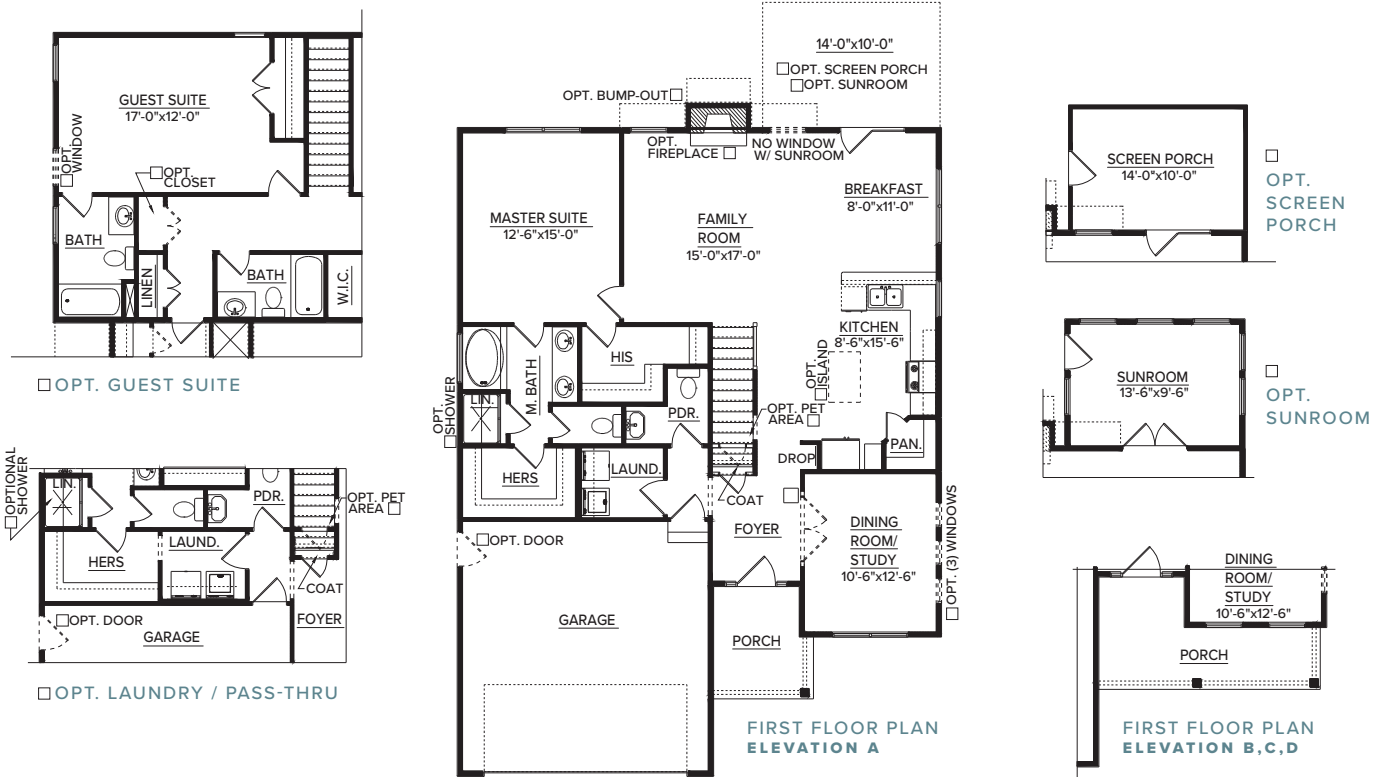 GUEST SUITE
17'-0"x12'-0"
OPT.
WINDOW
OPT.
CLOSET
BATH
LINEN
BATH
W.I.C.
OPT. GUEST SUITE
OPTIONAL
SHOWER
LIN.
PDR.
OPT. PET
AREA
HERS
LAUND.
COAT
OPT. DOOR
GARAGE
FOYER
OPT. LAUNDRY / PASS-THRU
14'-0"x10'-0"
OPT. SCREEN PORCH
OPT. SUNROOM
OPT. BUMP-OUT
OPT.
FIREPLACE
NO WINDOW
W/ SUNROOM
MASTER SUITE
12'-6"x15'-0"
FAMILY
ROOM
15'-0"x17'-0"
BREAKFAST
8'-0"x11'-0"
KITCHEN
8'-6"x15'-6"
OPT.
ISLAND
HIS
M. BATH
OPT.
SHOWER
LIN.
PDR.
OPT. PET
AREA
PAN.
DROP
HERS
LAUND.
COAT
FOYER
DINING
ROOM/
STUDY
10'-6"x12'-6"
OPT. (3) WINDOWS
OPT. DOOR
GARAGE
PORCH
FIRST FLOOR PLAN
ELEVATION A
SCREEN PORCH
14'-0"x10'-0"
OPT.
SCREEN
PORCH
SUNROOM
13'-6"x9'-6"
OPT.
SUNROOM
DINING
ROOM/
STUDY
10'-6"x12'-6"
PORCH
FIRST FLOOR PLAN
ELEVATION B,C,D